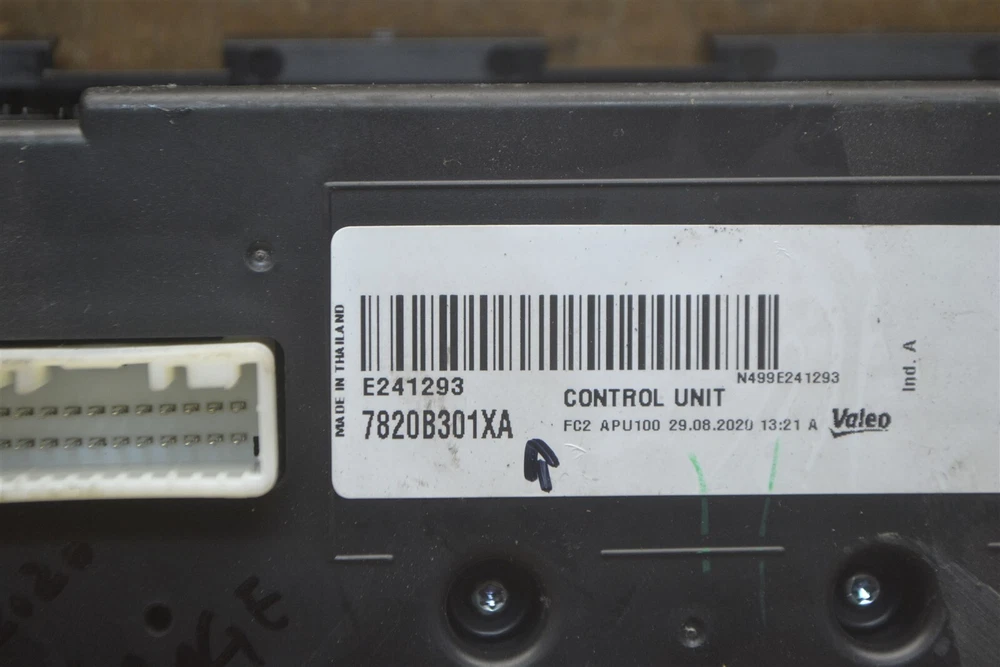 MADE IN THAILAND
E241293
N499E241293
7820B301XA
CONTROL UNIT
FC2 APU100 29.08.2020 13:21 A
Valeo
Ind. A